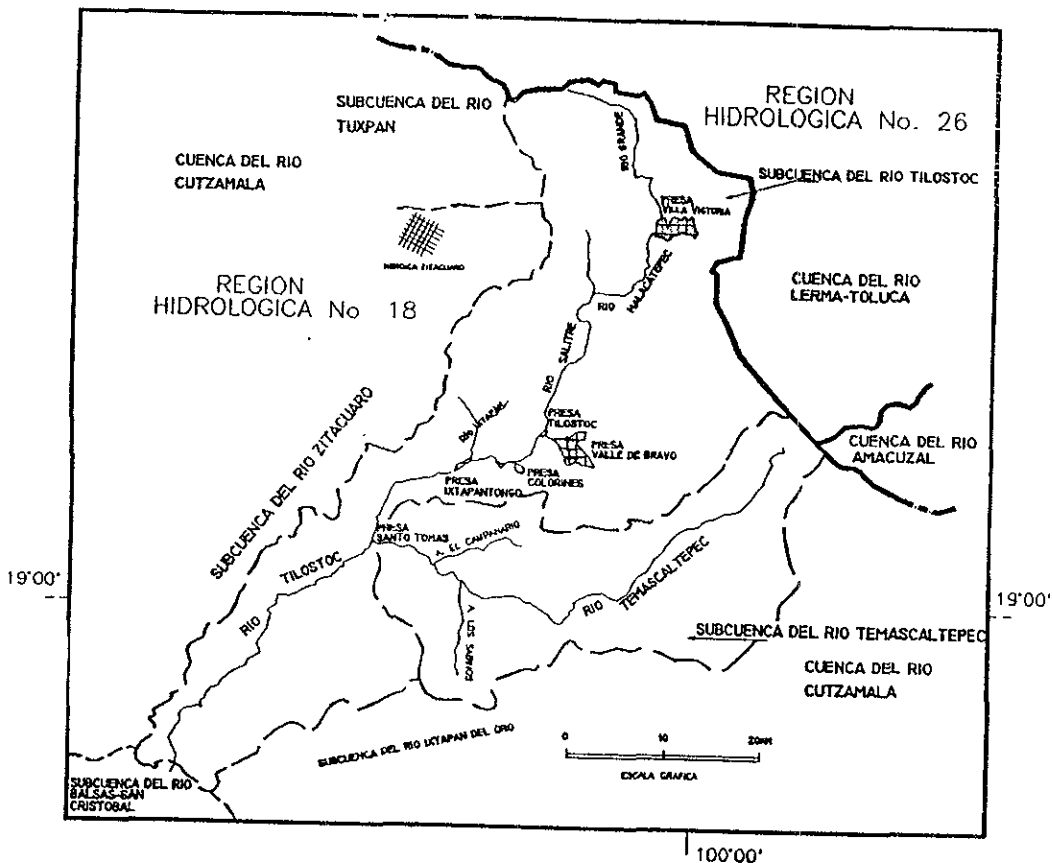 REGION
HIDROLOGICA No. 26
SUBCUENCA DEL RIO
TUXPAN
CUENCA DEL RIO
CUTZAMALA
RIO GRANDE
SUBCUENCA DEL RIO TILOSTOC
PRESA
VILLA VICTORIA
HEROICA ZITACUARO
REGION
HIDROLOGICA No 18
CUENCA DEL RIO
LERMA-TOLUCA
RIO
MALACATEPEC
RIO SALITRE
PRESA
TILOSTOC
PRESA
VALLE DE BRAVO
CUENCA DEL RIO
AMACUZAL
PRESA
COLORINES
PRESA
IXTAPANTONGO
SUBCUENCA DEL RIO ZITACUARO
PRESA
SANTO TOMAS
A. EL CAMPANARIO
RIO TILOSTOC
RIO TEMASCALTEPEC
19°00'
19°00'
A. LOS SABIOS
SUBCUENCA DEL RIO TEMASCALTEPEC
CUENCA DEL RIO
CUTZAMALA
SUBCUENCA DEL RIO IXTAPAN DEL ORO
0 10 20KM
ESCALA GRAFICA
SUBCUENCA DEL RIO
BALSAS-SAN
CRISTOBAL
100°00'